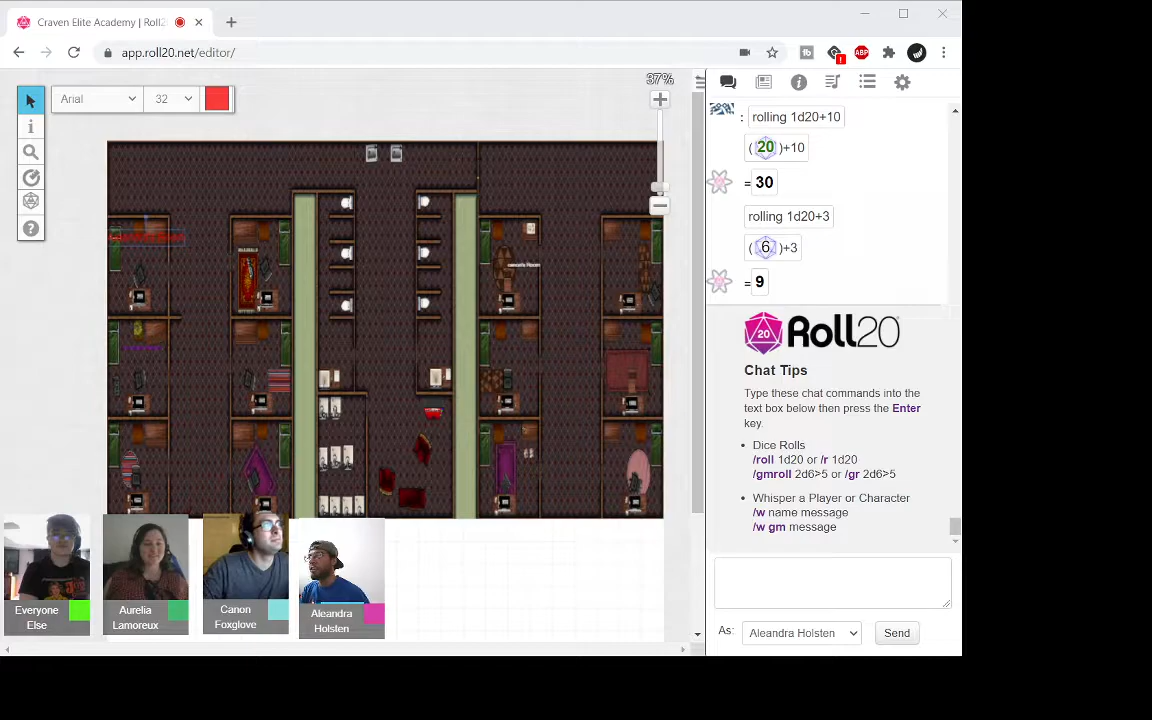 Craven Elite Academy | Roll2
app.roll20.net/editor/
Arial
32
37%
: rolling 1d20+10
(20)+10
= 30
rolling 1d20+3
(6)+3
= 9
20 Roll20
Chat Tips
Type these chat commands into the
text box below then press the Enter
key.
• Dice Rolls
/roll 1d20 or /r 1d20
/gmroll 2d6>5 or /gr 2d6>5
• Whisper a Player or Character
/w name message
/w gm message
Everyone
Else
Aurelia
Lamoreux
Canon
Foxglove
Aleandra
Holsten
As:
Aleandra Holsten
Send